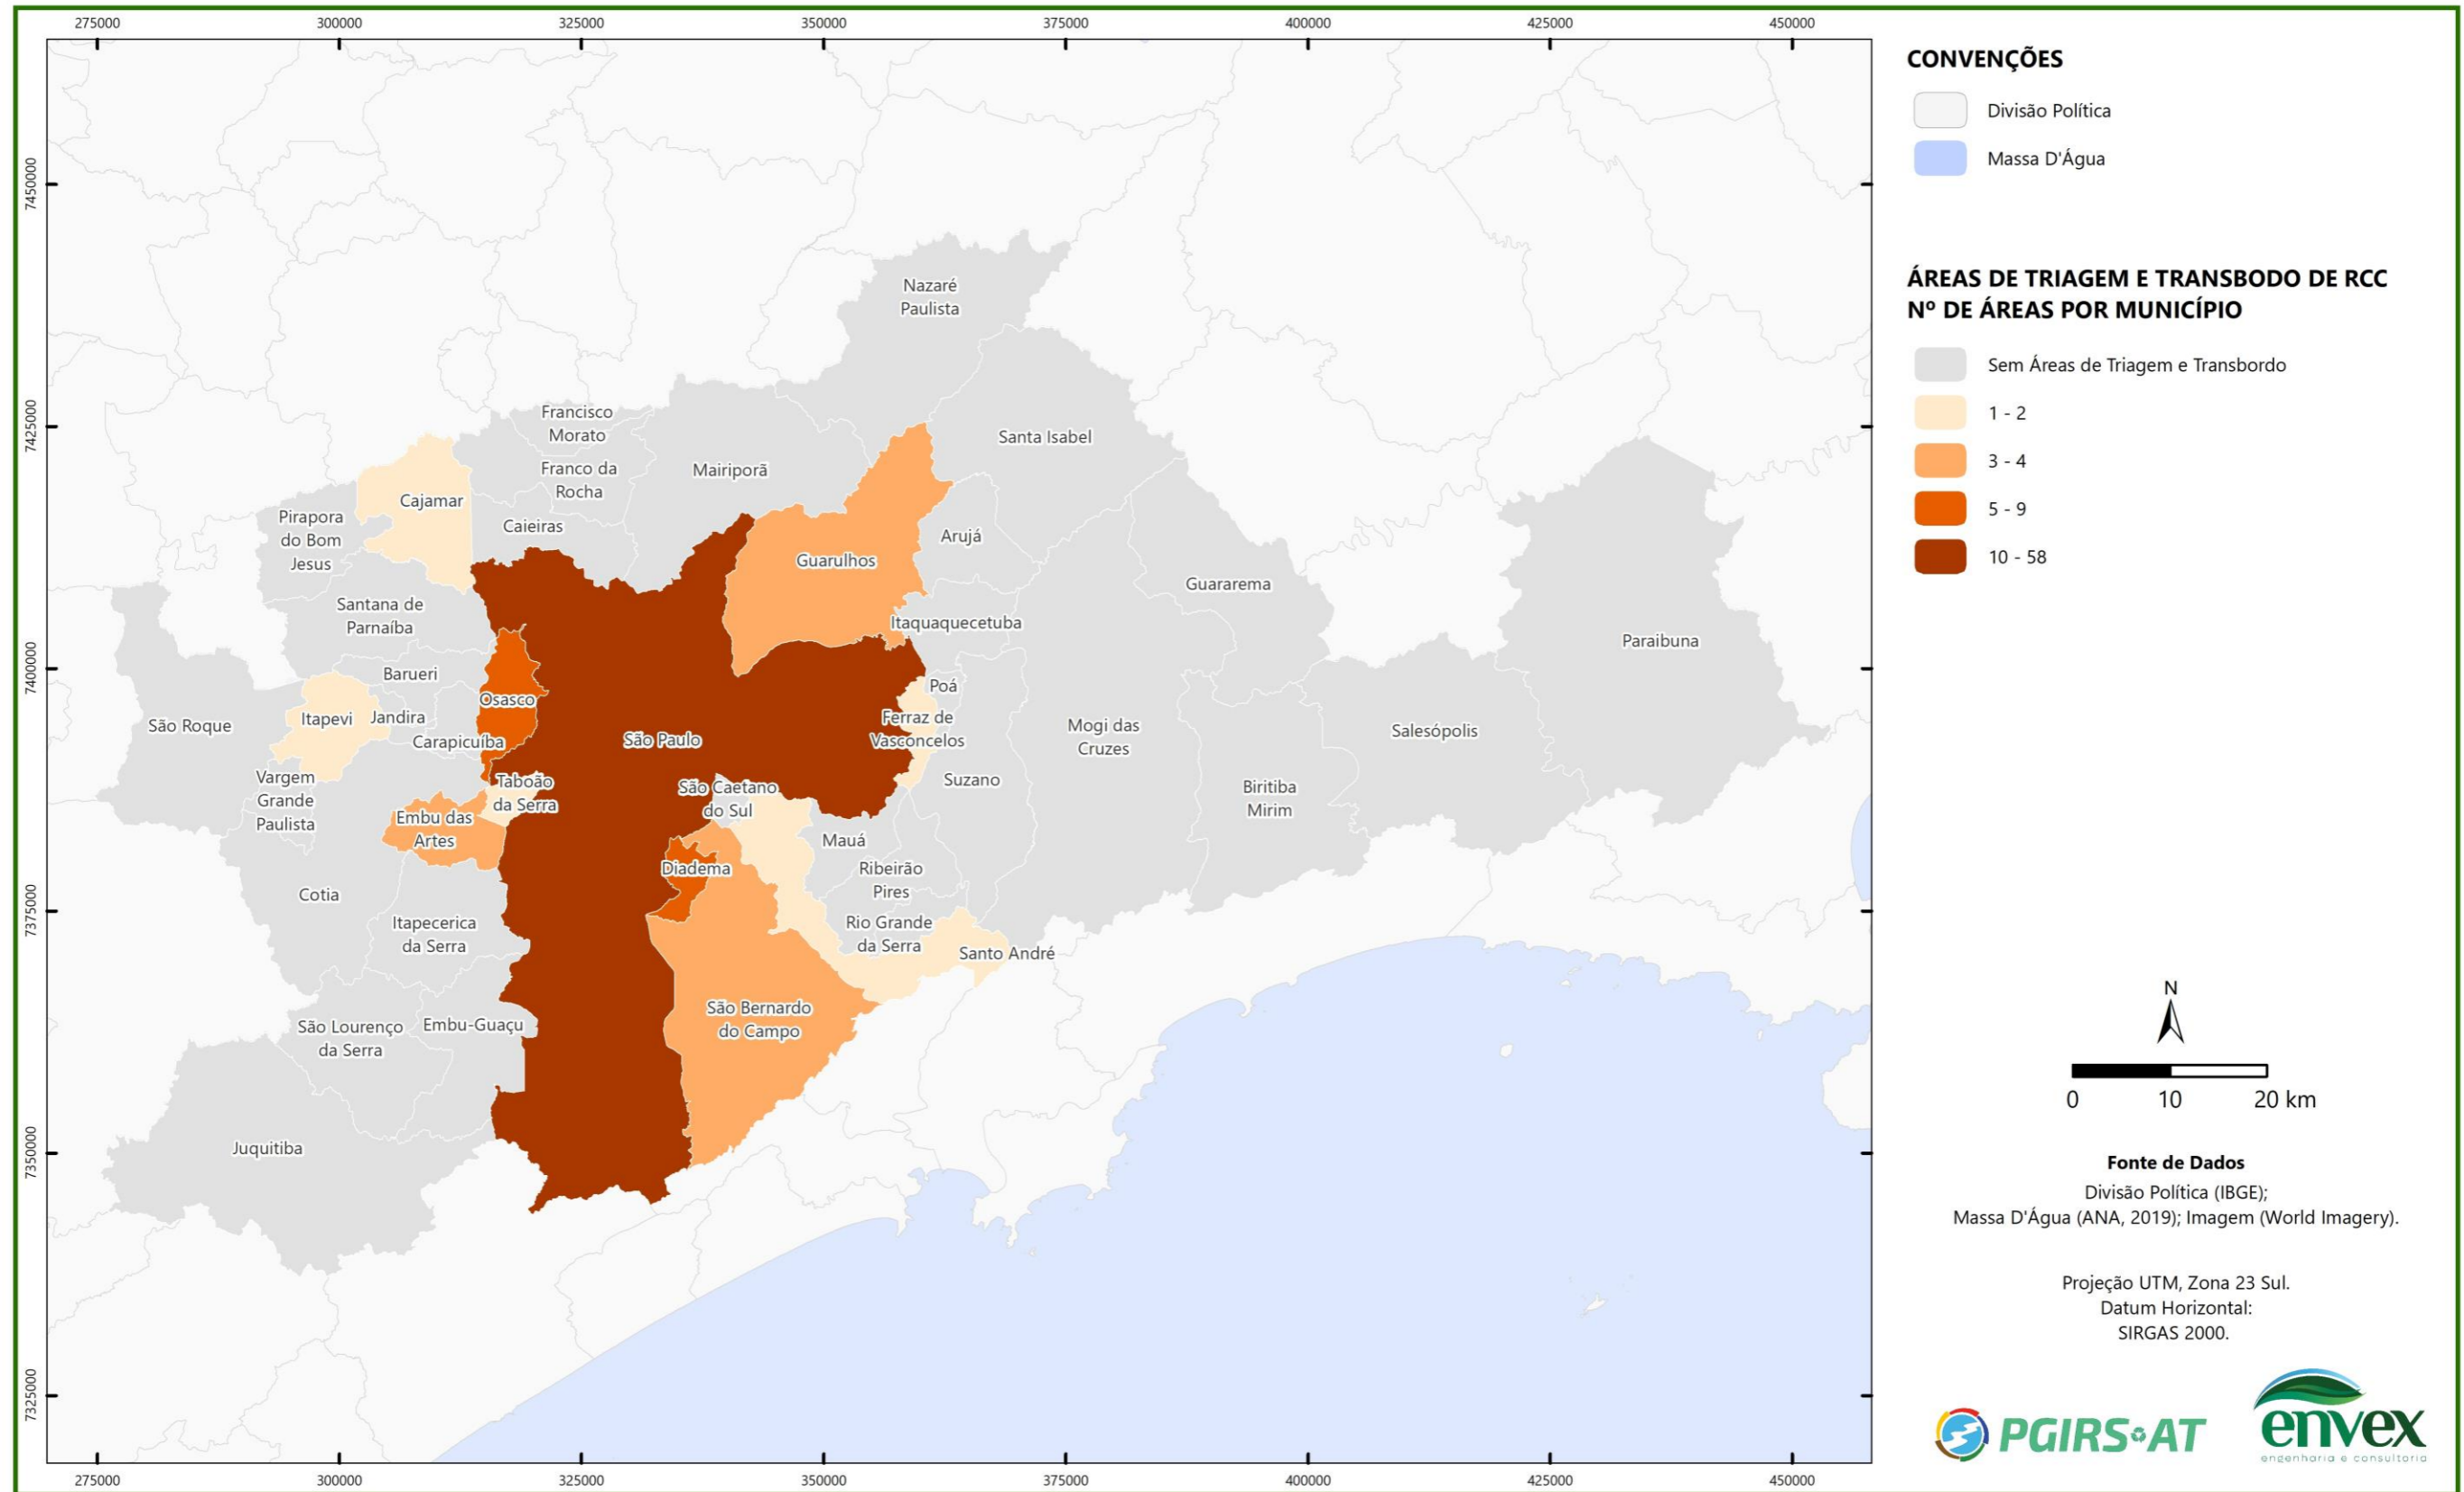 275000
300000
325000
350000
375000
400000
425000
450000
7450000
7425000
7400000
7375000
7350000
7325000
Nazaré
Paulista
Francisco
Morato
Santa Isabel
Franco da
Rocha
Mairiporã
Cajamar
Pirapora
do Bom
Jesus
Caieiras
Arujá
Guarulhos
Guararema
Santana de
Parnaíba
Itaquaquecetuba
Paraibuna
Barueri
Poá
Osasco
Itapevi
Jandira
São Roque
Ferraz de
Vasconcelos
Mogi das
Cruzes
Salesópolis
Carapicuíba
São Paulo
Vargem
Grande
Paulista
Taboão
da Serra
São Caetano
do Sul
Suzano
Biritiba
Mirim
Embu das
Artes
Mauá
Diadema
Ribeirão
Pires
Cotia
Itapecerica
da Serra
Rio Grande
da Serra
Santo André
São Bernardo
do Campo
São Lourenço
da Serra
Embu-Guaçu
Juquitiba
275000
300000
325000
350000
375000
400000
425000
450000
CONVENÇÕES
Divisão Política
Massa D'Água
ÁREAS DE TRIAGEM E TRANSBODO DE RCC
Nº DE ÁREAS POR MUNICÍPIO
Sem Áreas de Triagem e Transbordo
1 - 2
3 - 4
5 - 9
10 - 58
N
0 10 20 km
Fonte de Dados
Divisão Política (IBGE);
Massa D'Água (ANA, 2019); Imagem (World Imagery).
Projeção UTM, Zona 23 Sul.
Datum Horizontal:
SIRGAS 2000.
PGIRS AT
envex
engenharia e consultoria